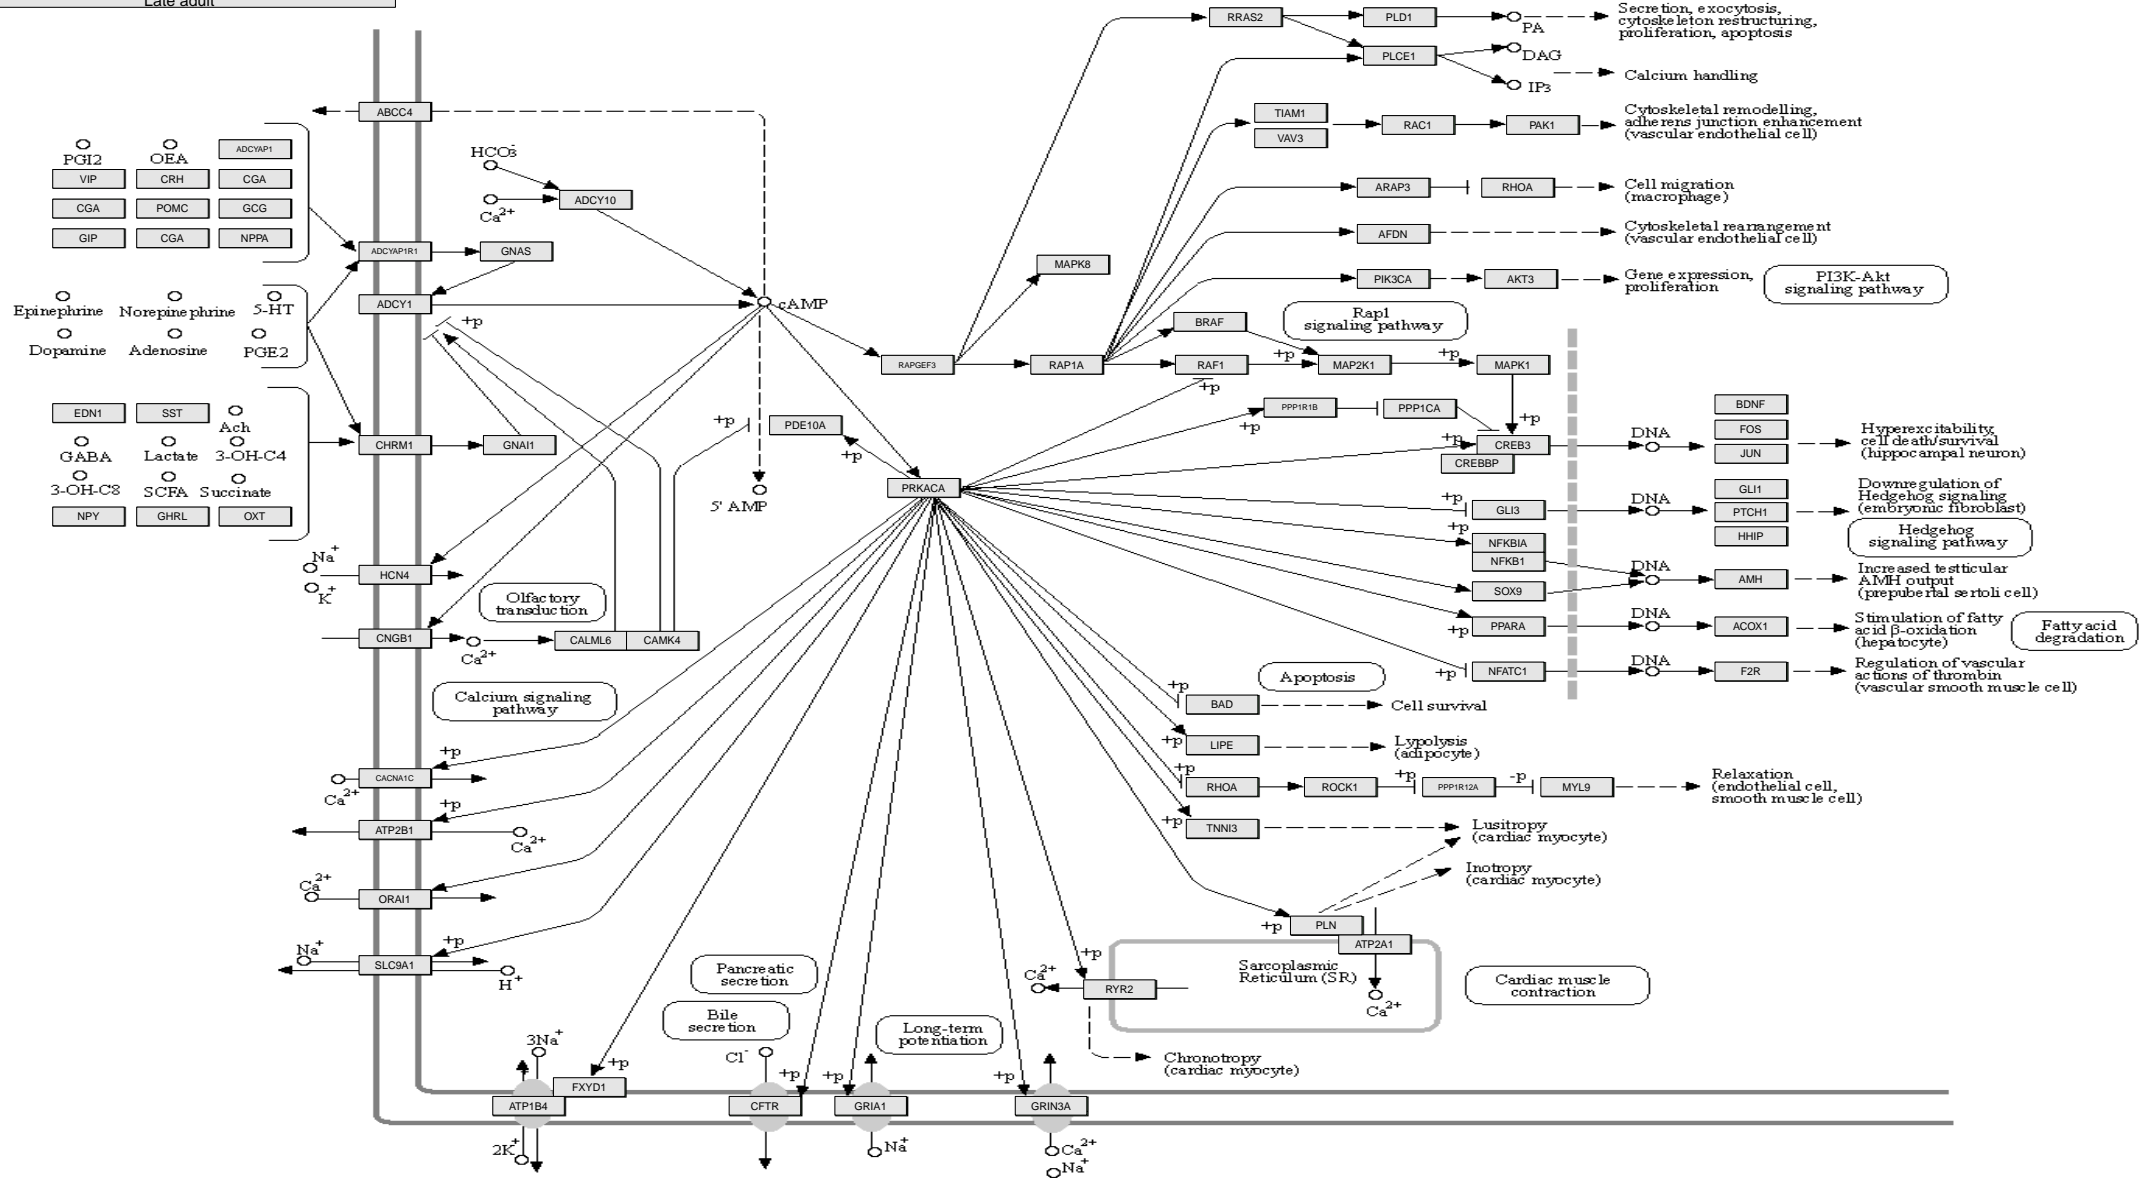 Late adult
RRAS2
PLD1
PA
Secretion, exocytosis,
cytoskeleton restructuring,
proliferation, apoptosis
PLCE1
DAG
IP3
Calcium handling
ABCC4
TIAM1
VAV3
RAC1
PAK1
Cytoskeletal remodelling,
adherens junction enhancement
(vascular endothelial cell)
PGI2
OEA
ADCYAP1
VIP
CRH
CGA
CGA
POMC
GCG
GIP
CGA
NPPA
HCO3-
Ca2+
ADCY10
ARAP3
RHOA
Cell migration
(macrophage)
ADCYAP1R1
GNAS
AFDN
Cytoskeletal rearrangement
(vascular endothelial cell)
MAPK8
PIK3CA
AKT3
Gene expression,
proliferation
PI3K-Akt
signaling pathway
Epinephrine
Norepinephrine
5-HT
Dopamine
Adenosine
PGE2
ADCY1
+p
cAMP
BRAF
Rap1
signaling pathway
RAPGEF3
RAP1A
RAF1
+p
MAP2K1
+p
MAPK1
+p
EDN1
SST
Ach
GABA
Lactate
3-OH-C4
3-OH-C8
SCFA
Succinate
NPY
GHRL
OXT
CHRM1
GNAI1
+p
PDE10A
+p
5' AMP
PRKACA
PPP1R1B
+p
PPP1CA
+p
+p
CREB3
CREBBP
DNA
BDNF
FOS
JUN
Hyperexcitability,
cell death/survival
(hippocampal neuron)
+p
GLI3
DNA
GLI1
PTCH1
HHIP
Downregulation of
Hedgehog signaling
(embryonic fibroblast)
Hedgehog
signaling pathway
+p
NFKBIA
NFKB1
SOX9
DNA
AMH
Increased testticular
AMH output
(prepubertal sertoli cell)
+p
PPARA
DNA
ACOX1
Stimulation of fatty
acid β-oxidation
(hepatocyte)
Fatty acid
degradation
+p
NFATC1
DNA
F2R
Regulation of vascular
actions of thrombin
(vascular smooth muscle cell)
Na+
K+
HCN4
Olfactory
transduction
CNGB1
Ca2+
CALML6
CAMK4
Calcium signaling
pathway
Apoptosis
+p
BAD
Cell survival
+p
LIPE
Lypolysis
(adipocyte)
+p
RHOA
ROCK1
+p
PPP1R12A
-p
MYL9
Relaxation
(endothelial cell,
smooth muscle cell)
+p
TNNI3
Lusitropy
(cardiac myocyte)
Inotropy
(cardiac myocyte)
+p
CACNA1C
Ca2+
+p
ATP2B1
Ca2+
Ca2+
ORAI1
Na+
+p
SLC9A1
H+
+p
PLN
ATP2A1
Sarcoplasmic
Reticulum (SR)
Ca2+
Cardiac muscle
contraction
+p
Ca2+
RYR2
Chronotropy
(cardiac myocyte)
Pancreatic
secretion
Bile
secretion
Long-term
potentiation
3Na+
+p
FXYD1
ATP1B4
2K+
Cl-
+p
CFTR
+p
GRIA1
Na+
+p
GRIN3A
Ca2+
Na+